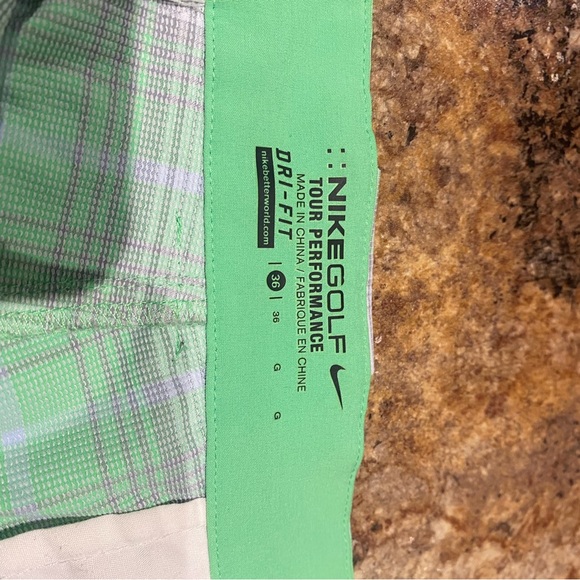 NIKEGOLF
TOUR PERFORMANCE
MADE IN CHINA / FABRIQUE EN CHINE
DRI-FIT
nikebetterworld.com
| 36 | 36 G G